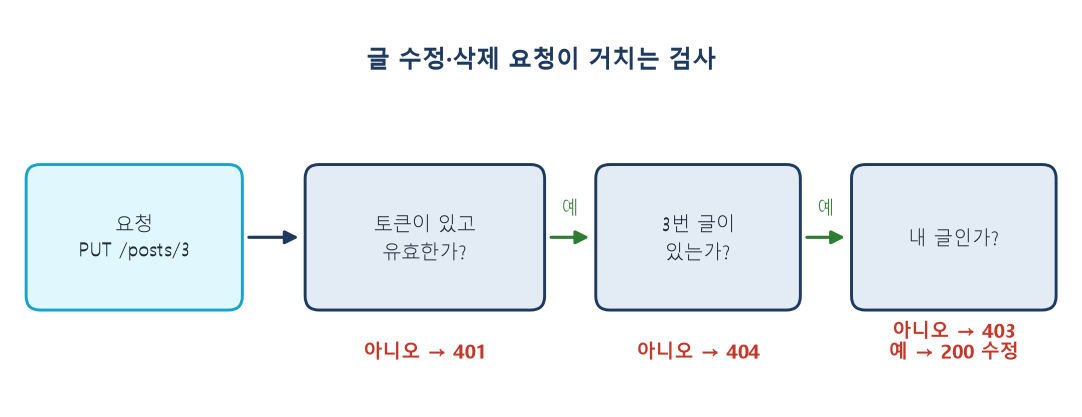 글 수정·삭제 요청이 거치는 검사
요청
PUT /posts/3
토큰이 있고
유효한가?
예
3번 글이
있는가?
예
내 글인가?
아니오 → 401
아니오 → 404
아니오 → 403
예 → 200 수정